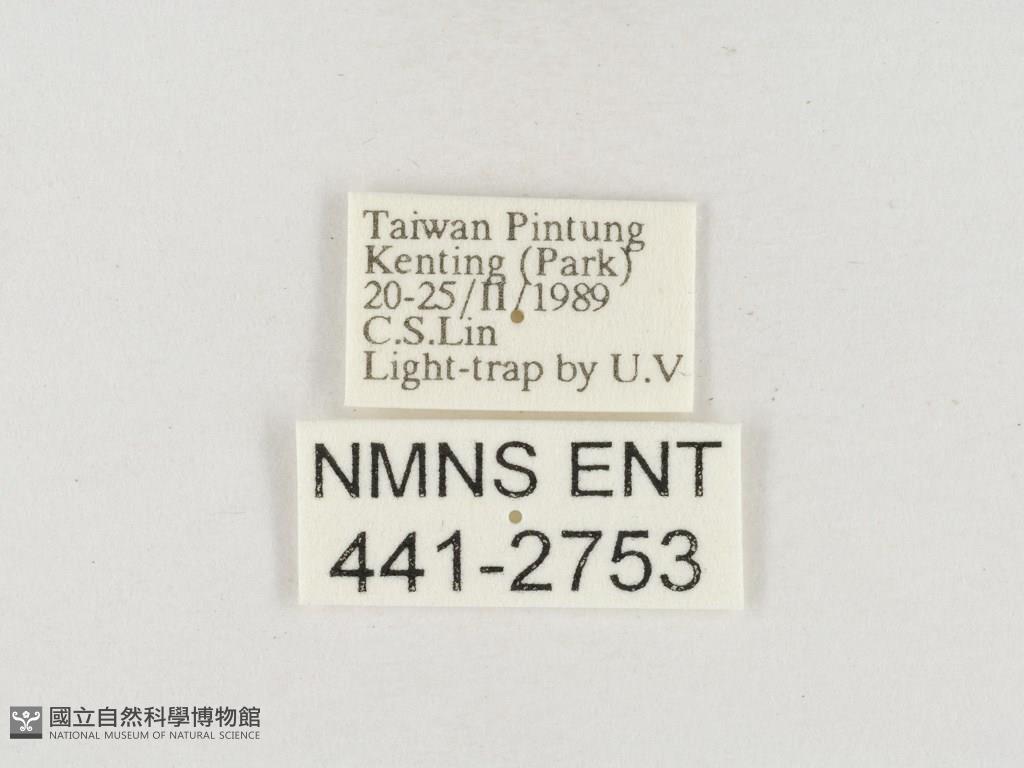 Taiwan Pintung
Kenting (Park)
20-25/II/1989
C.S.Lin
Light-trap by U.V
NMNS ENT
441-2753
國立自然科學博物館
NATIONAL MUSEUM OF NATURAL SCIENCE